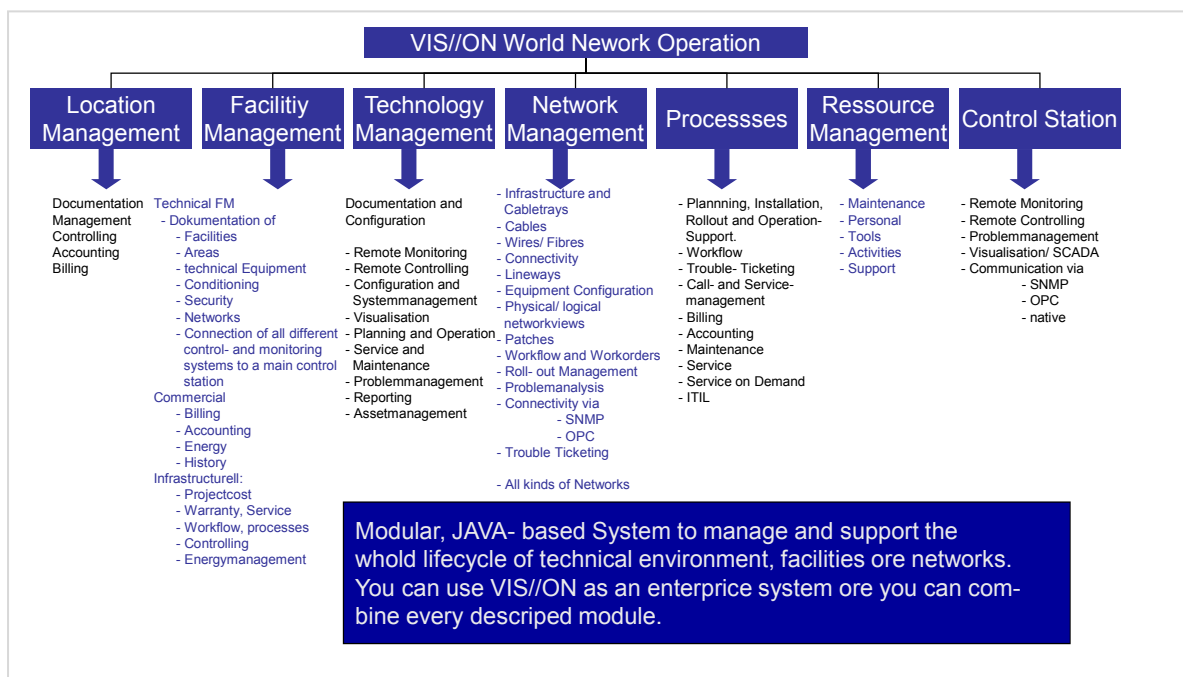 VIS//ON World Nework Operation
Location
Management
Documentation
Management
Controlling
Accounting
Billing
Facilitiy
Management
Technical FM
- Dokumentation of
- Facilities
- Areas
- technical Equipment
- Conditioning
- Security
- Networks
- Connection of all different
control- and monitoring
systems to a main control
station
Commercial
- Billing
- Accounting
- Energy
- History
Infrastructurell:
- Projectcost
- Warranty, Service
- Workflow, processes
- Controlling
- Energymanagement
Technology
Management
Documentation and
Configuration
- Remote Monitoring
- Remote Controlling
- Configuration and
Systemmanagement
- Visualisation
- Planning and Operation
- Service and
Maintenance
- Problemmanagement
- Reporting
- Assetmanagement
Network
Management
- Infrastructure and
Cabletrays
- Cables
- Wires/ Fibres
- Connectivity
- Lineways
- Equipment Configuration
- Physical/ logical
networkviews
- Patches
- Workflow and Workorders
- Roll- out Management
- Problemanalysis
- Connectivity via
- SNMP
- OPC
- Trouble Ticketing
- All kinds of Networks
Processses
- Plannning, Installation,
Rollout and Operation-
Support.
- Workflow
- Trouble- Ticketing
- Call- and Service-
management
- Billing
- Accounting
- Maintenance
- Service
- Service on Demand
- ITIL
Ressource
Management
- Maintenance
- Personal
- Tools
- Activities
- Support
Control Station
- Remote Monitoring
- Remote Controlling
- Problemmanagement
- Visualisation/ SCADA
- Communication via
- SNMP
- OPC
- native
Modular, JAVA- based System to manage and support the
whold lifecycle of technical environment, facilities ore networks.
You can use VIS//ON as an enterprice system ore you can com-
bine every descriped module.